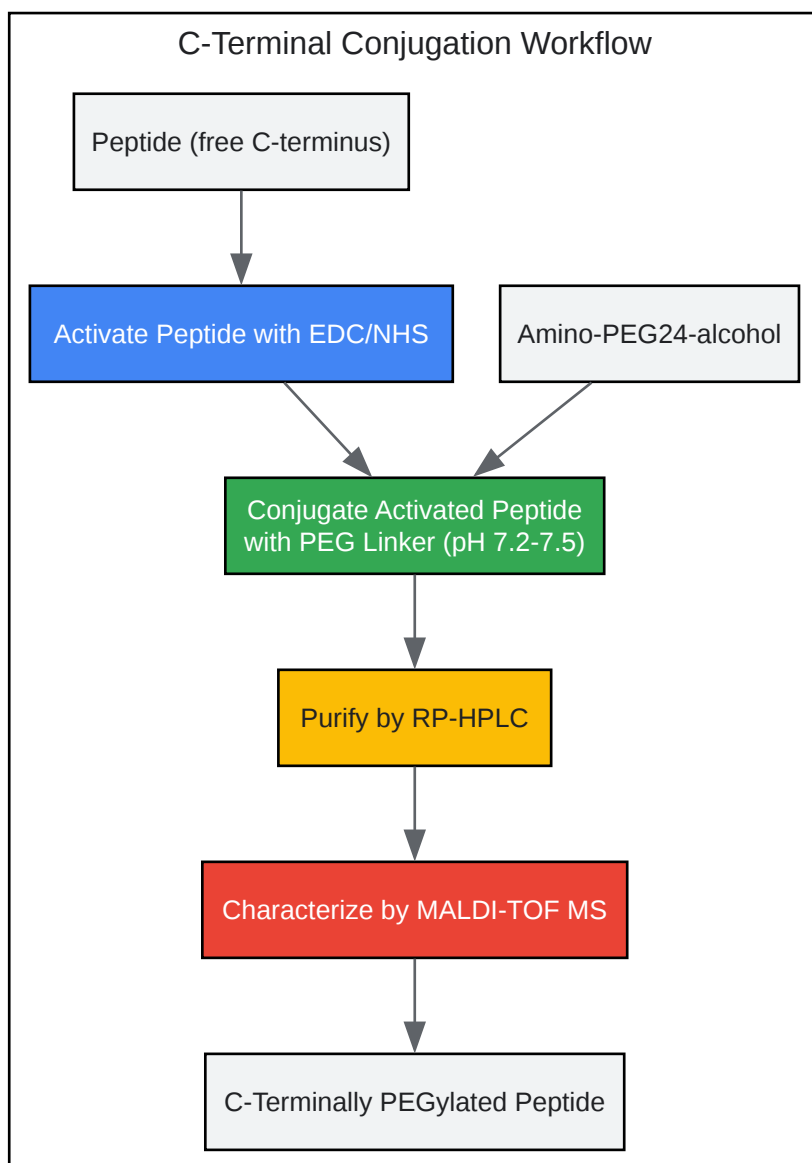 C-Terminal Conjugation Workflow
Peptide (free C-terminus)
Activate Peptide with EDC/NHS
Amino-PEG24-alcohol
Conjugate Activated Peptide
with PEG Linker (pH 7.2-7.5)
Purify by RP-HPLC
Characterize by MALDI-TOF MS
C-Terminally PEGylated Peptide